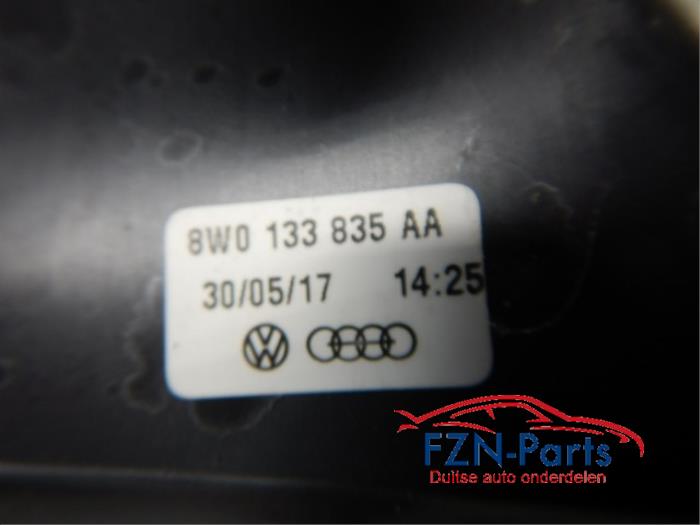 8W0 133 835 AA
30/05/17 14:25
FZN-Parts
Duitse auto onderdelen